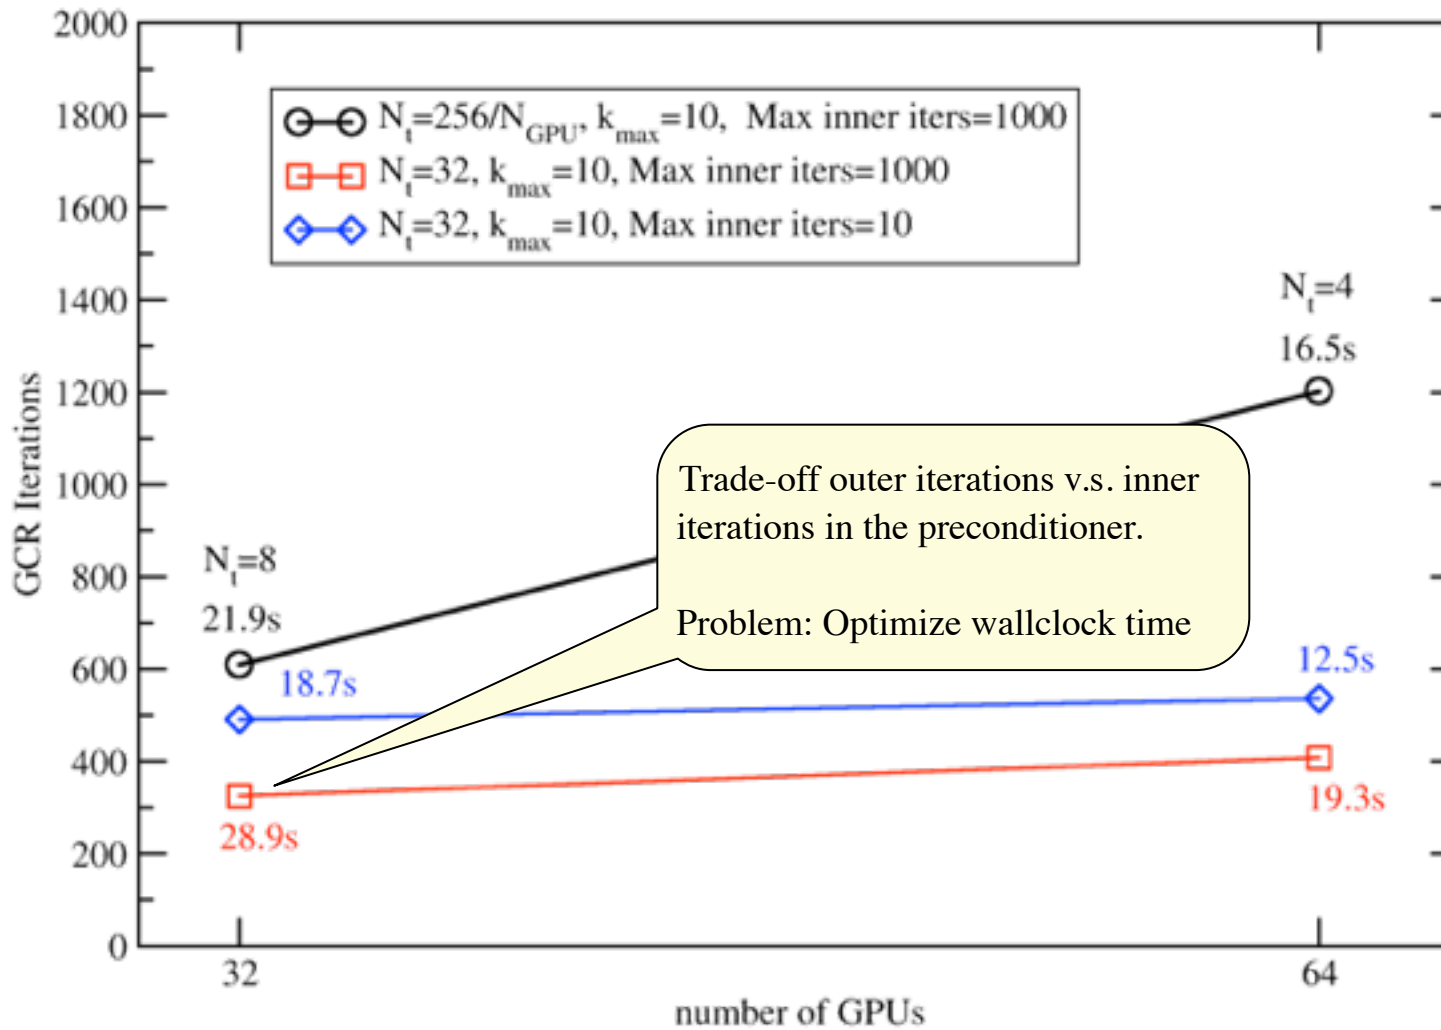 2000
1800
1600
1400
1200
1000
800
600
400
200
0
GCR Iterations
N_t=256/N_GPU, k_max=10, Max inner iters=1000
N_t=32, k_max=10, Max inner iters=1000
N_t=32, k_max=10, Max inner iters=10
N_t=4
16.5s
Trade-off outer iterations v.s. inner
iterations in the preconditioner.
Problem: Optimize wallclock time
N_t=8
21.9s
18.7s
12.5s
28.9s
19.3s
32
64
number of GPUs